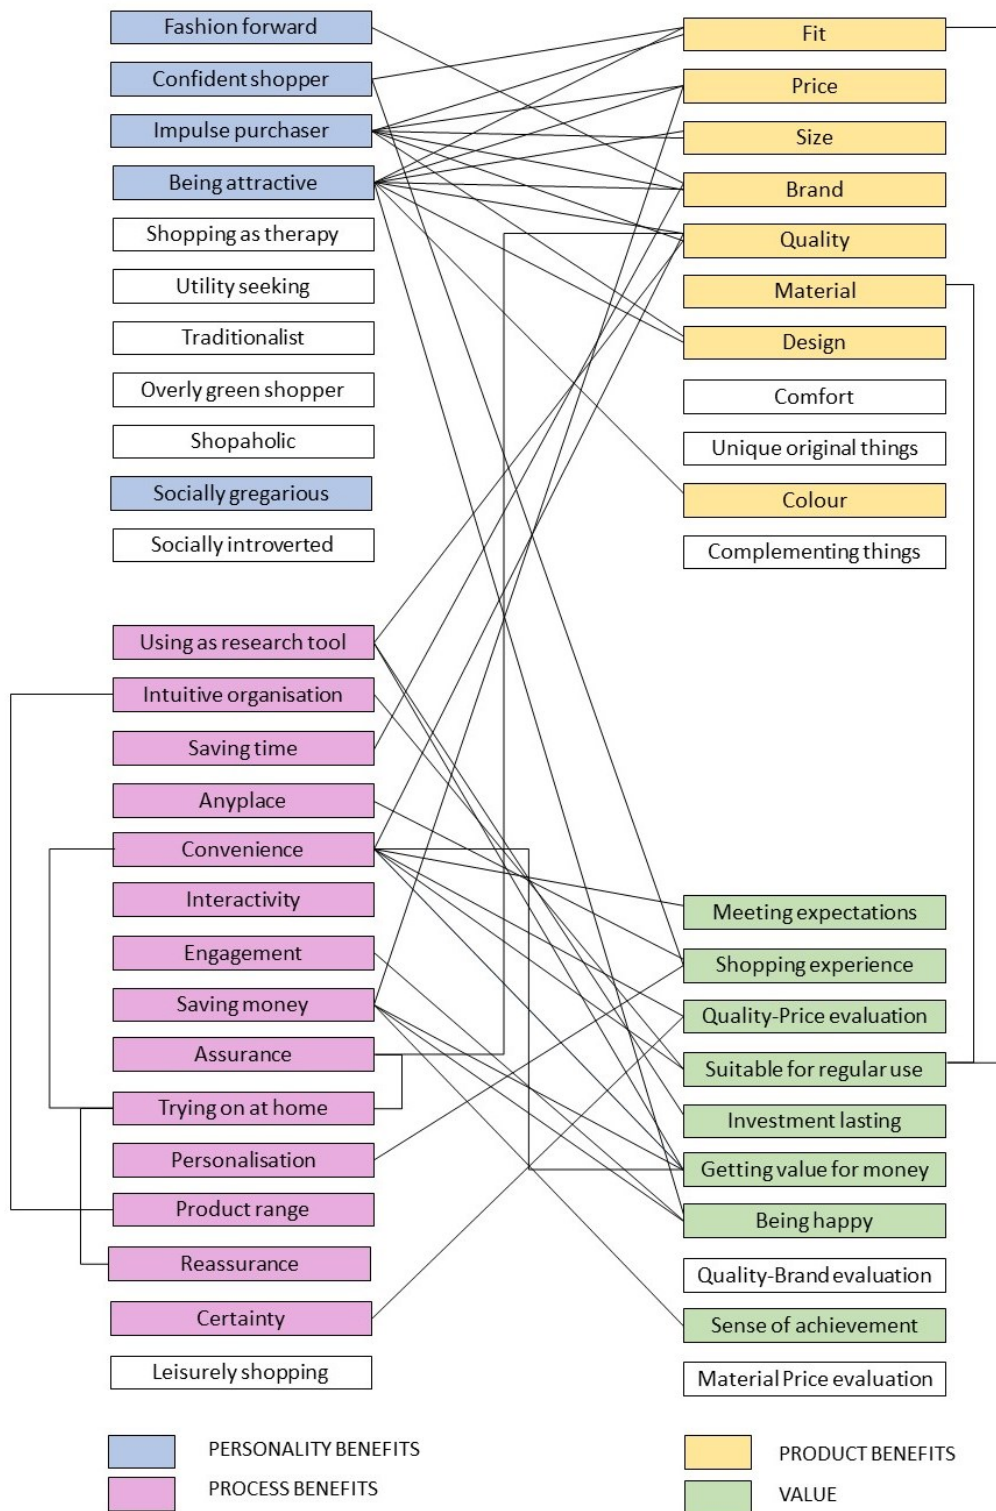 Fashion forward
Confident shopper
Impulse purchaser
Being attractive
Shopping as therapy
Utility seeking
Traditionalist
Overly green shopper
Shopaholic
Socially gregarious
Socially introverted
Using as research tool
Intuitive organisation
Saving time
Anyplace
Convenience
Interactivity
Engagement
Saving money
Assurance
Trying on at home
Personalisation
Product range
Reassurance
Certainty
Leisurely shopping
Fit
Price
Size
Brand
Quality
Material
Design
Comfort
Unique original things
Colour
Complementing things
Meeting expectations
Shopping experience
Quality-Price evaluation
Suitable for regular use
Investment lasting
Getting value for money
Being happy
Quality-Brand evaluation
Sense of achievement
Material Price evaluation
PERSONALITY BENEFITS
PROCESS BENEFITS
PRODUCT BENEFITS
VALUE